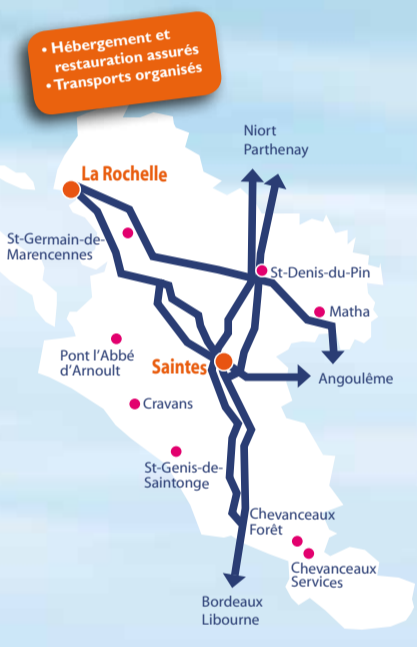 • Hébergement et
restauration assurés
• Transports organisés
Niort
Parthenay
La Rochelle
St-Germain-de-
Marencennes
St-Denis-du-Pin
Matha
Pont l'Abbé
d'Arnoult
Saintes
Angoulême
Cravans
St-Genis-de-
Saintonge
Chevanceaux
Forêt
Chevanceaux
Services
Bordeaux
Libourne